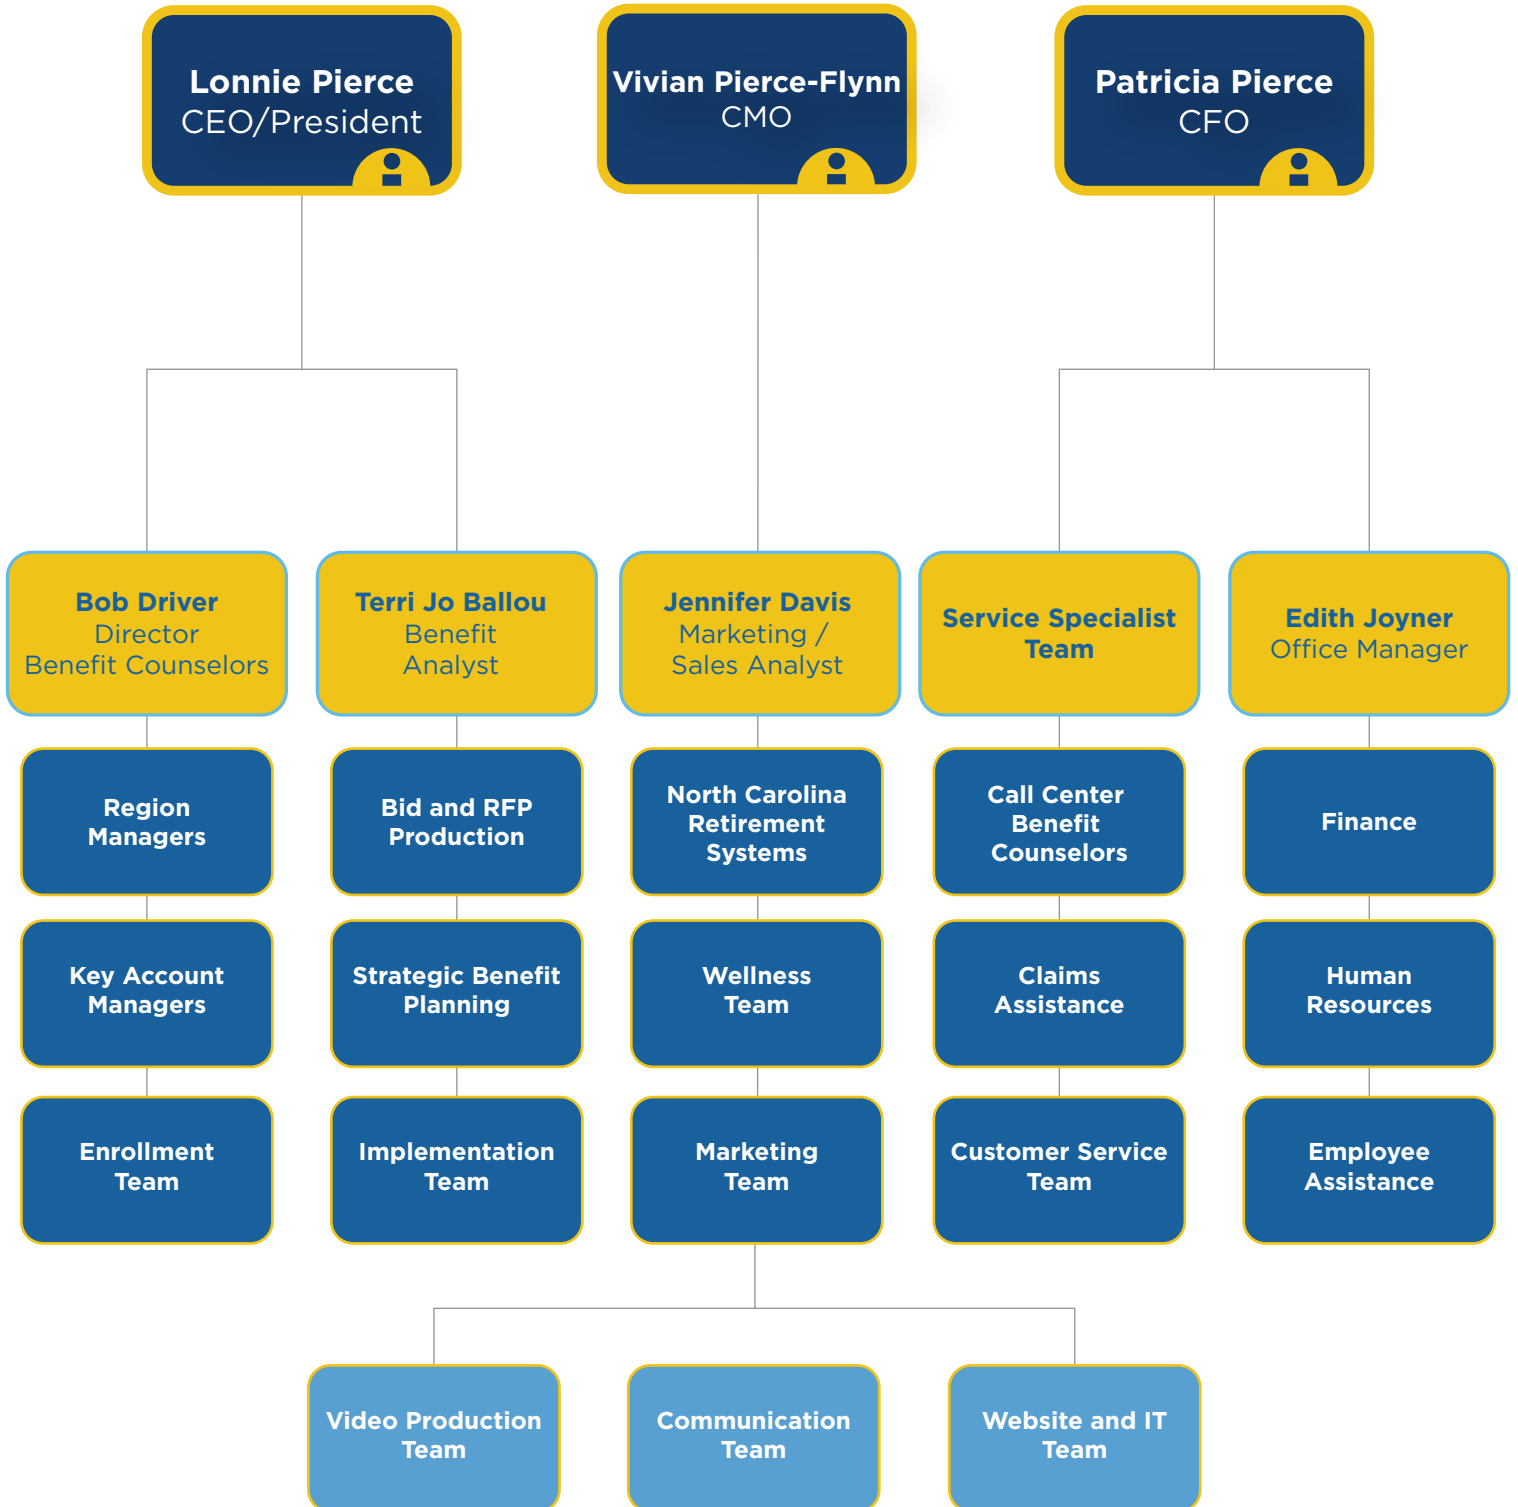 Lonnie Pierce
CEO/President
Vivian Pierce-Flynn
CMO
Patricia Pierce
CFO
Bob Driver
Director
Benefit Counselors
Terri Jo Ballou
Benefit
Analyst
Jennifer Davis
Marketing /
Sales Analyst
Service Specialist
Team
Edith Joyner
Office Manager
Region
Managers
Bid and RFP
Production
North Carolina
Retirement
Systems
Call Center
Benefit
Counselors
Finance
Key Account
Managers
Strategic Benefit
Planning
Wellness
Team
Claims
Assistance
Human
Resources
Enrollment
Team
Implementation
Team
Marketing
Team
Customer Service
Team
Employee
Assistance
Video Production
Team
Communication
Team
Website and IT
Team